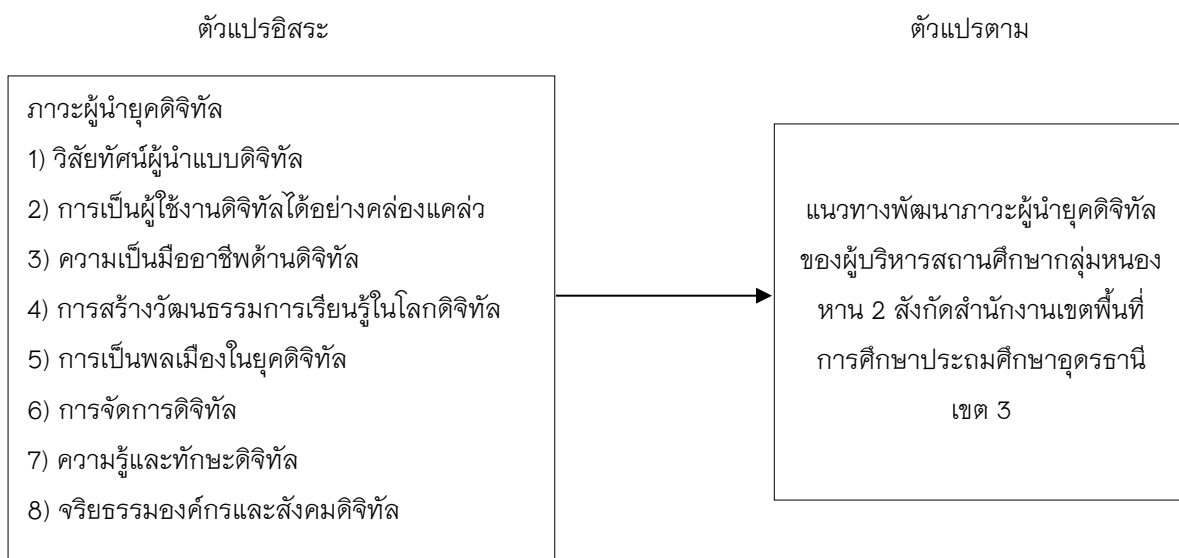 ตัวแปรอิสระ
ตัวแปรตาม
ภาวะผู้นำยุคดิจิทัล
1) วิสัยทัศน์ผู้นำแบบดิจิทัล
2) การเป็นผู้ใช้งานดิจิทัลได้อย่างคล่องแคล่ว
3) ความเป็นมืออาชีพด้านดิจิทัล
4) การสร้างวัฒนธรรมการเรียนรู้ในโลกดิจิทัล
5) การเป็นพลเมืองในยุคดิจิทัล
6) การจัดการดิจิทัล
7) ความรู้และทักษะดิจิทัล
8) จริยธรรมองค์กรและสังคมดิจิทัล
แนวทางพัฒนาภาวะผู้นำยุคดิจิทัล
ของผู้บริหารสถานศึกษากลุ่มหนอง
หาน 2 สังกัดสำนักงานเขตพื้นที่
การศึกษาประถมศึกษาอุดรธานี
เขต 3